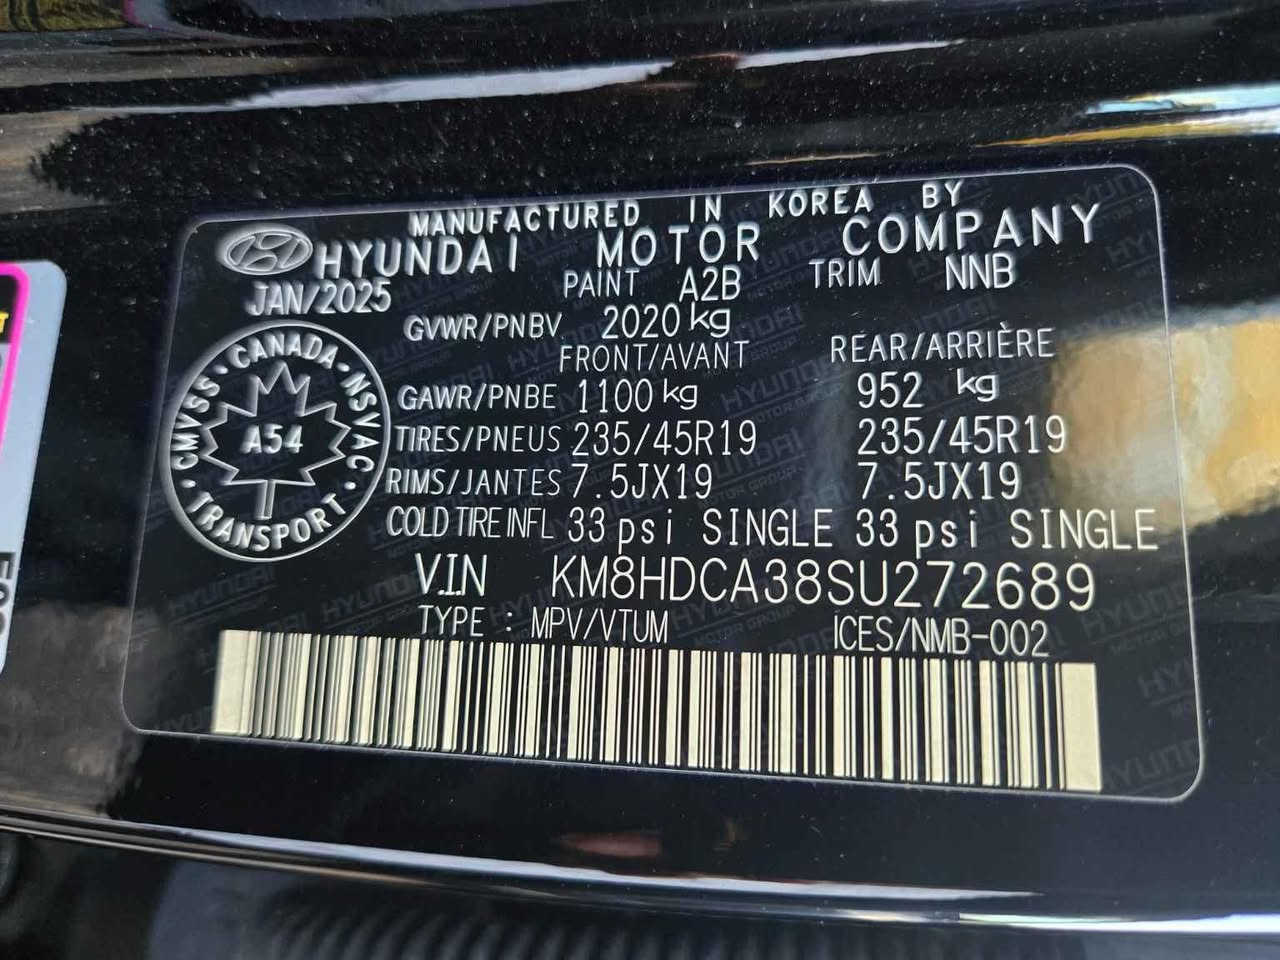 MANUFACTURED IN KOREA BY
HYUNDAI MOTOR COMPANY
JAN/2025 PAINT A2B TRIM NNB
GVWR/PNBV 2020 kg
FRONT/AVANT REAR/ARRIÈRE
GAWR/PNBE 1100 kg 952 kg
TIRES/PNEUS 235/45R19 235/45R19
RIMS/JANTES 7.5JX19 7.5JX19
COLD TIRE INFL 33 psi SINGLE 33 psi SINGLE
V.I.N KM8HDCA38SU272689
TYPE : MPV/VTUM ICES/NMB-002
CMVSS · CANADA · NSVAC · TRANSPORT ·
A54